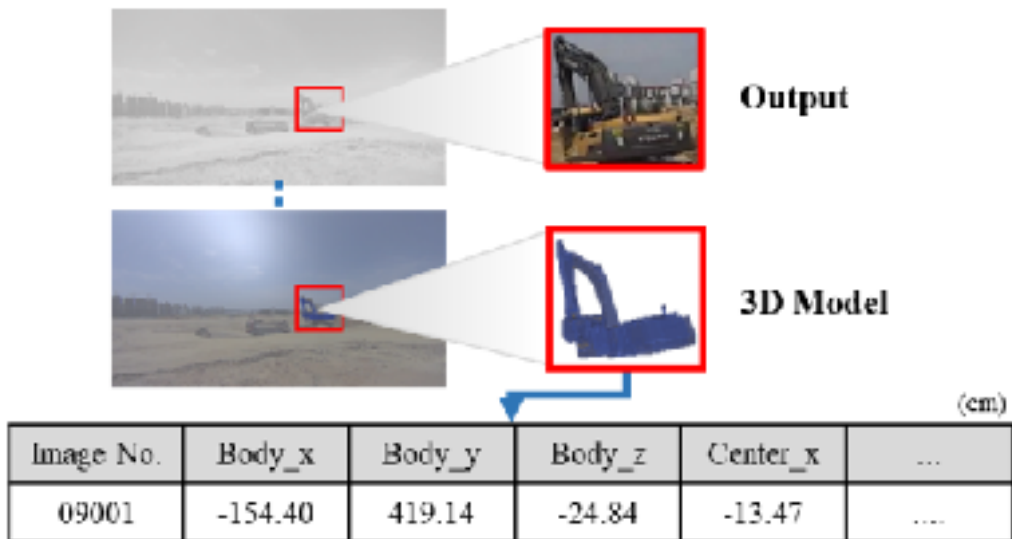 Output
3D Model
(cm)
Image No. Body_x Body_y Body_z Center_x ...
09001 -154.40 419.14 -24.84 -13.47 ....